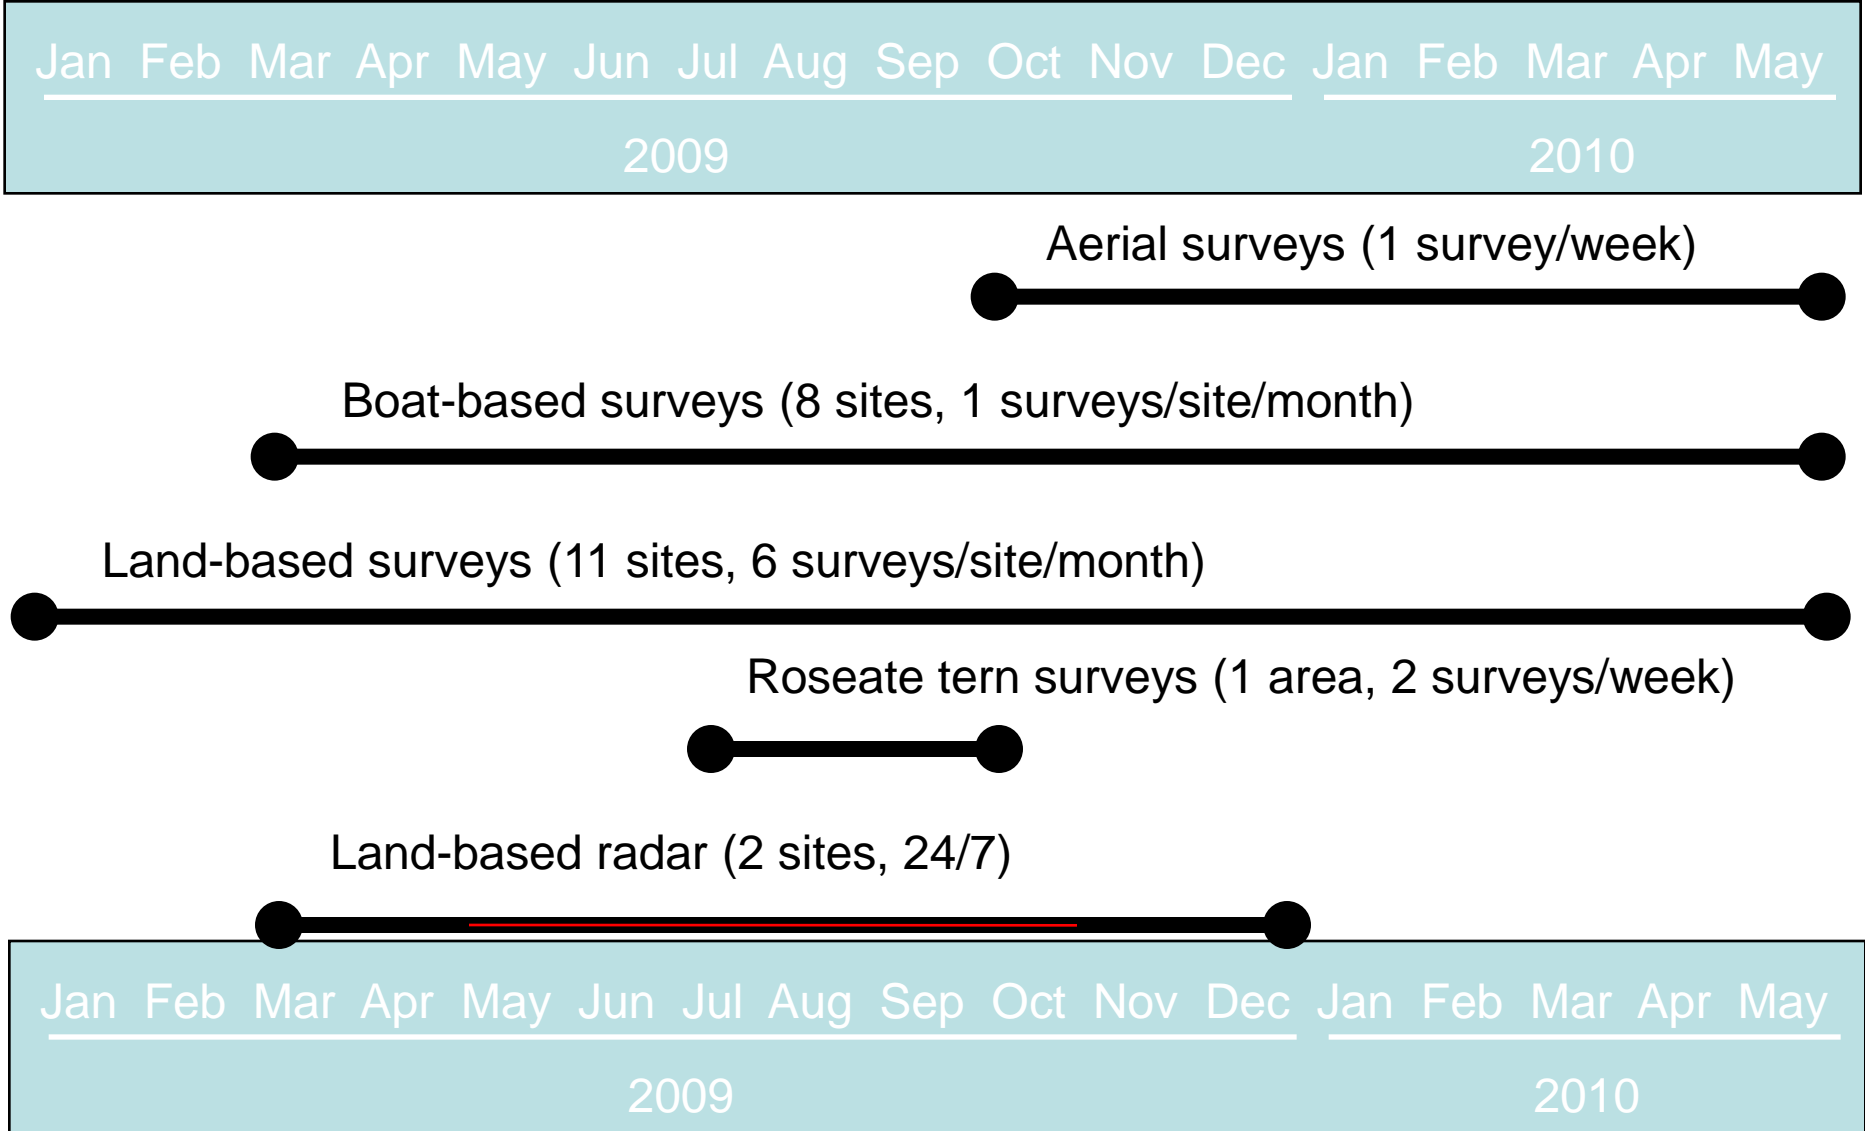 Jan Feb Mar Apr May Jun Jul Aug Sep Oct Nov Dec Jan Feb Mar Apr May
2009 2010
Aerial surveys (1 survey/week)
Boat-based surveys (8 sites, 1 surveys/site/month)
Land-based surveys (11 sites, 6 surveys/site/month)
Roseate tern surveys (1 area, 2 surveys/week)
Land-based radar (2 sites, 24/7)
Jan Feb Mar Apr May Jun Jul Aug Sep Oct Nov Dec Jan Feb Mar Apr May
2009 2010